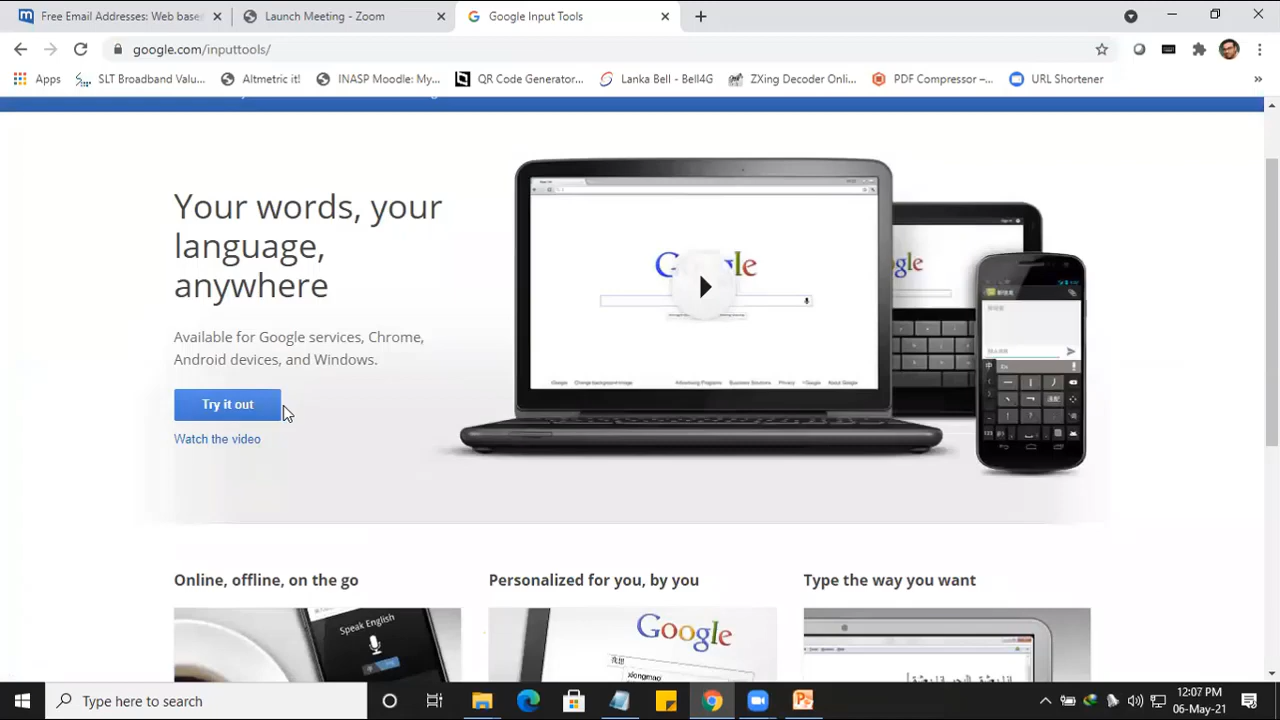 Free Email Addresses: Web base
Launch Meeting - Zoom
Google Input Tools
google.com/inputtools/
Apps
SLT Broadband Valu...
Altmetric it!
INASP Moodle: My...
QR Code Generator...
Lanka Bell - Bell4G
ZXing Decoder Onli...
PDF Compressor –...
URL Shortener
»
Your words, your
language,
anywhere
Available for Google services, Chrome,
Android devices, and Windows.
Try it out
Watch the video
Google
Online, offline, on the go
Personalized for you, by you
Type the way you want
Speak English
Google
xiongmao
Type here to search
12:07 PM
06-May-21